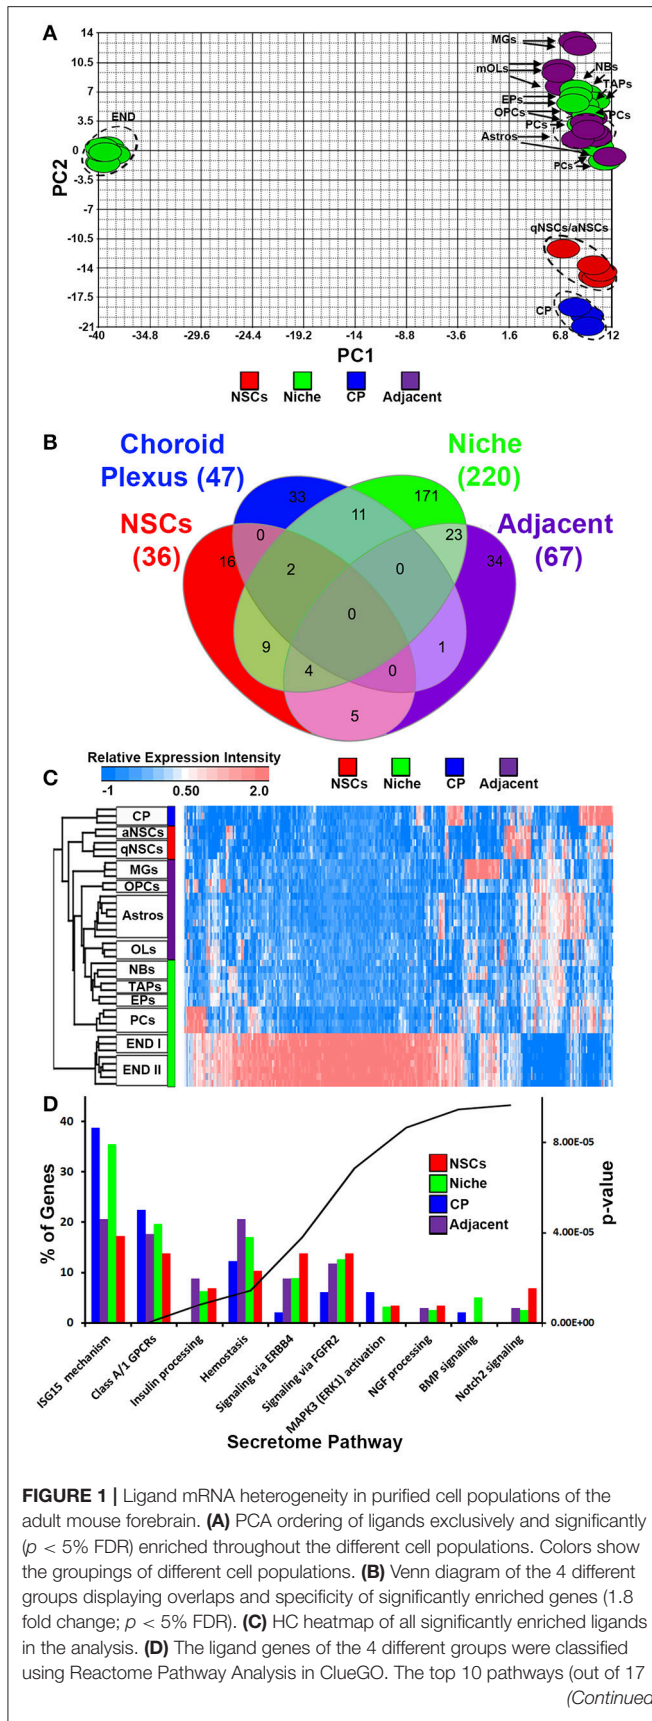 A
14
10.5
7
3.5
0
-3.5
-7
-10.5
-14
-17.5
-21
PC2
-40 -34.8 -29.6 -24.4 -19.2 -14 -8.8 -3.6 1.6 6.8 12
PC1
END
MGs
mOLs
NBs
TAPs
EPs
OPCs
PCs
PCs
Astros
PCs
qNSCs/aNSCs
CP
NSCs Niche CP Adjacent
B
Choroid
Plexus (47)
Niche
(220)
NSCs
(36)
Adjacent
(67)
33
11
171
0
23
16
2
0
34
0
9
1
4
0
5
Relative Expression Intensity
-1 0.50 2.0
NSCs Niche CP Adjacent
C
CP
aNSCs
qNSCs
MGs
OPCs
Astros
OLs
NBs
TAPs
EPs
PCs
END I
END II
D
40
30
20
10
0
% of Genes
8.00E-05
4.00E-05
0.00E+00
p-value
NSCs
Niche
CP
Adjacent
ISG15 mechanism
Class A/1 GPCRs
Insulin processing
Hemostasis
Signaling via ERBB4
Signaling via FGFR2
MAPK3 (ERK1) activation
NGF processing
BMP signaling
Notch2 signaling
Secretome Pathway
FIGURE 1 | Ligand mRNA heterogeneity in purified cell populations of the
adult mouse forebrain. (A) PCA ordering of ligands exclusively and significantly
(p < 5% FDR) enriched throughout the different cell populations. Colors show
the groupings of different cell populations. (B) Venn diagram of the 4 different
groups displaying overlaps and specificity of significantly enriched genes (1.8
fold change; p < 5% FDR). (C) HC heatmap of all significantly enriched ligands
in the analysis. (D) The ligand genes of the 4 different groups were classified
using Reactome Pathway Analysis in ClueGO. The top 10 pathways (out of 17
(Continued